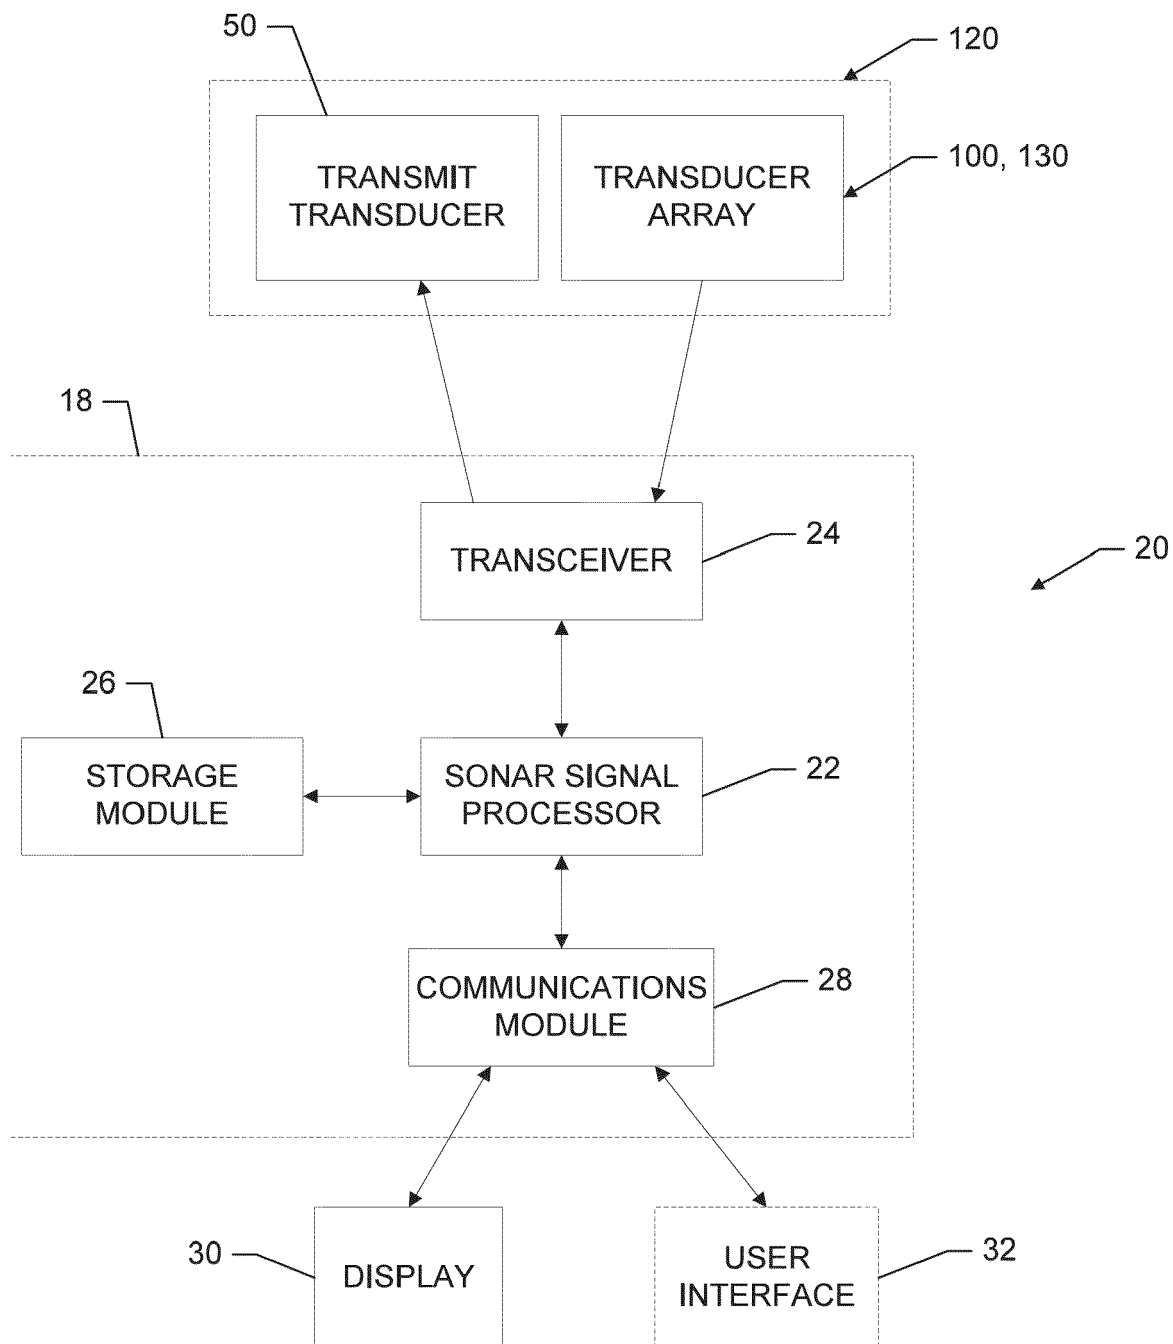 50
120
TRANSMIT
TRANSDUCER
TRANSDUCER
ARRAY
100, 130
18
TRANSCEIVER
24
20
26
STORAGE
MODULE
SONAR SIGNAL
PROCESSOR
22
COMMUNICATIONS
MODULE
28
30
DISPLAY
USER
INTERFACE
32